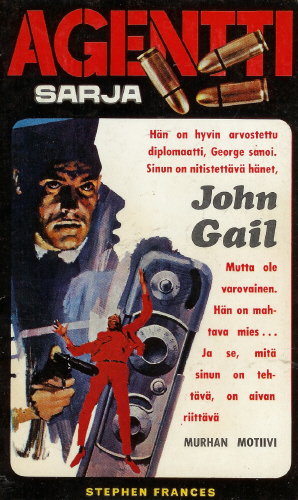 AGENTTI
SARJA
Hän on hyvin arvostettu
diplomaatti, George sanoi.
Sinun on nitistettävä hänet,
John
Gail
Mutta ole
varovainen.
Hän on mah-
tava mies...
Ja se, mitä
sinun on teh-
tävä, on aivan
riittävä
MURHAN MOTIIVI
STEPHEN FRANCES